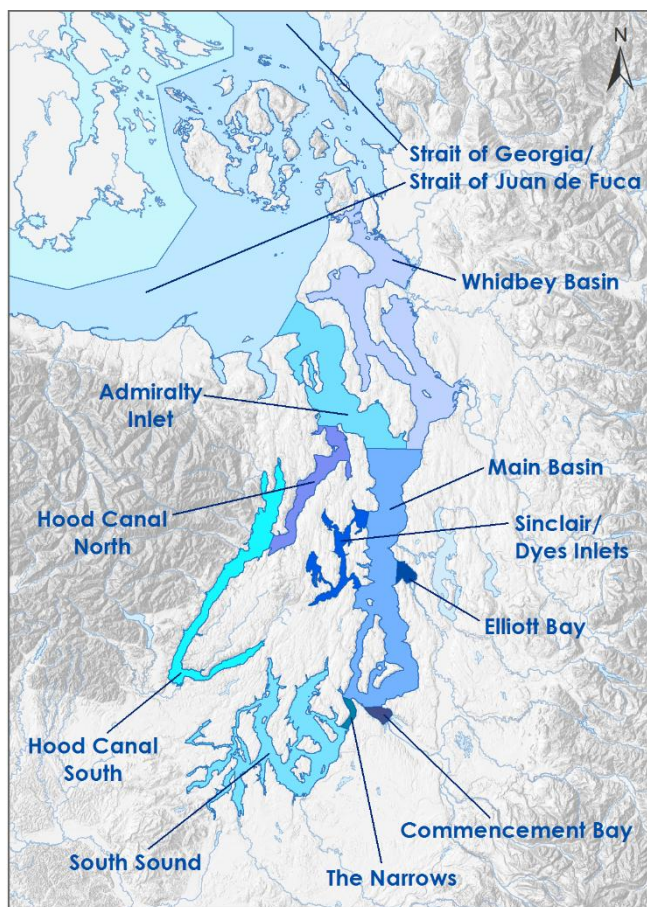 N
Strait of Georgia/
Strait of Juan de Fuca
Whidbey Basin
Admiralty
Inlet
Main Basin
Hood Canal
North
Sinclair/
Dyes Inlets
Elliott Bay
Hood Canal
South
Commencement Bay
South Sound
The Narrows